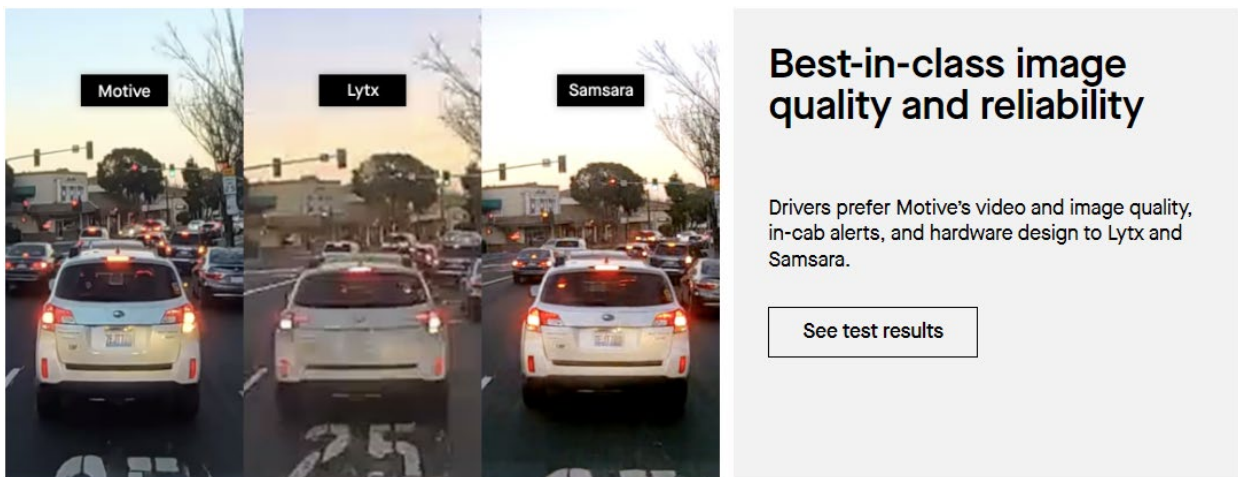 Motive
Lytx
Samsara
25
Best-in-class image
quality and reliability
Drivers prefer Motive’s video and image quality,
in-cab alerts, and hardware design to Lytx and
Samsara.
See test results